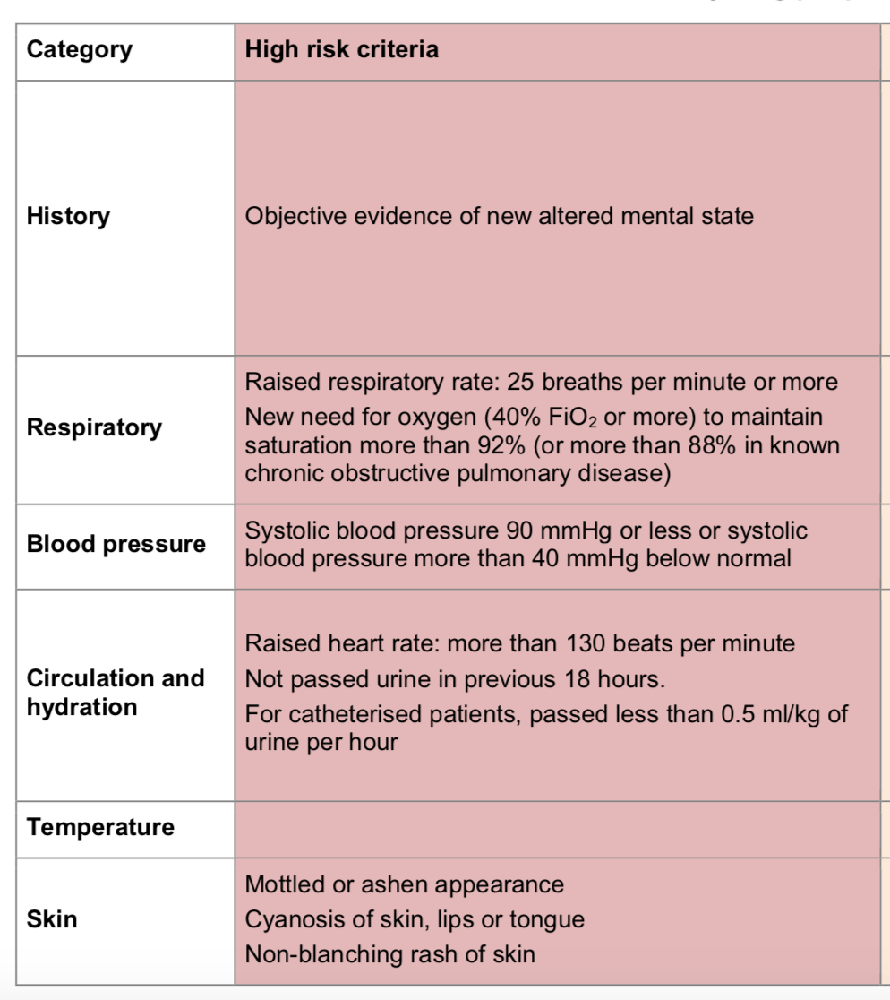 Category
High risk criteria
History
Objective evidence of new altered mental state
Respiratory
Raised respiratory rate: 25 breaths per minute or more
New need for oxygen (40% FiO₂ or more) to maintain
saturation more than 92% (or more than 88% in known
chronic obstructive pulmonary disease)
Blood pressure
Systolic blood pressure 90 mmHg or less or systolic
blood pressure more than 40 mmHg below normal
Circulation and
hydration
Raised heart rate: more than 130 beats per minute
Not passed urine in previous 18 hours.
For catheterised patients, passed less than 0.5 ml/kg of
urine per hour
Temperature
Skin
Mottled or ashen appearance
Cyanosis of skin, lips or tongue
Non-blanching rash of skin